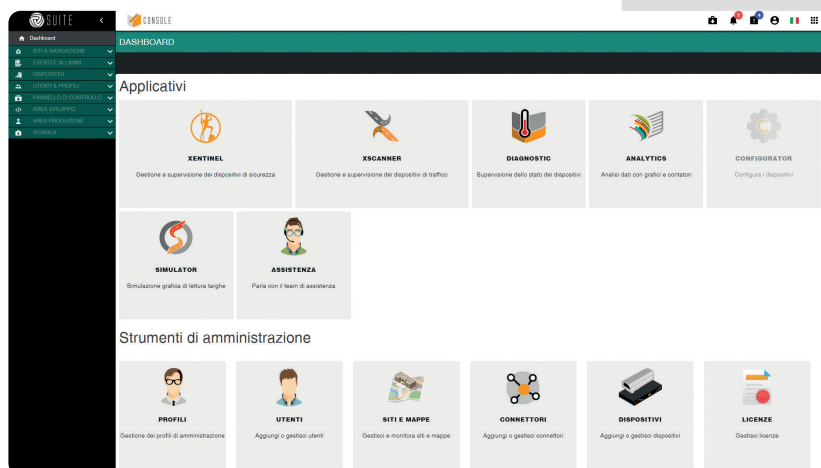 SUITE
CONSOLE
Dashboard
SITI & NAVIGAZIONE
EVENTI E ALLARMI
DISPOSITIVI
UTENTI & PROFILI
PANNELLO DI CONTROLLO
AREA SVILUPPO
AREA PRODUZIONE
SCARICA
DASHBOARD
Applicativi
XENTINEL
Gestione e supervisione dei dispositivi di sicurezza
XSCANNER
Gestione e supervisione dei dispositivi di traffico
DIAGNOSTIC
Supervisione dello stato dei dispositivi
ANALYTICS
Analisi dati con grafici e contatori
CONFIGURATOR
Configura i dispositivi
SIMULATOR
Simulazione grafica di lettura targhe
ASSISTENZA
Parla con il team di assistenza
Strumenti di amministrazione
PROFILI
Gestione dei profili di amministrazione
UTENTI
Aggiungi o gestisci utenti
SITI E MAPPE
Gestisci e monitora siti e mappe
CONNETTORI
Aggiungi o gestisci connettori
DISPOSITIVI
Aggiungi o gestisci dispositivi
LICENZE
Gestisci licenze